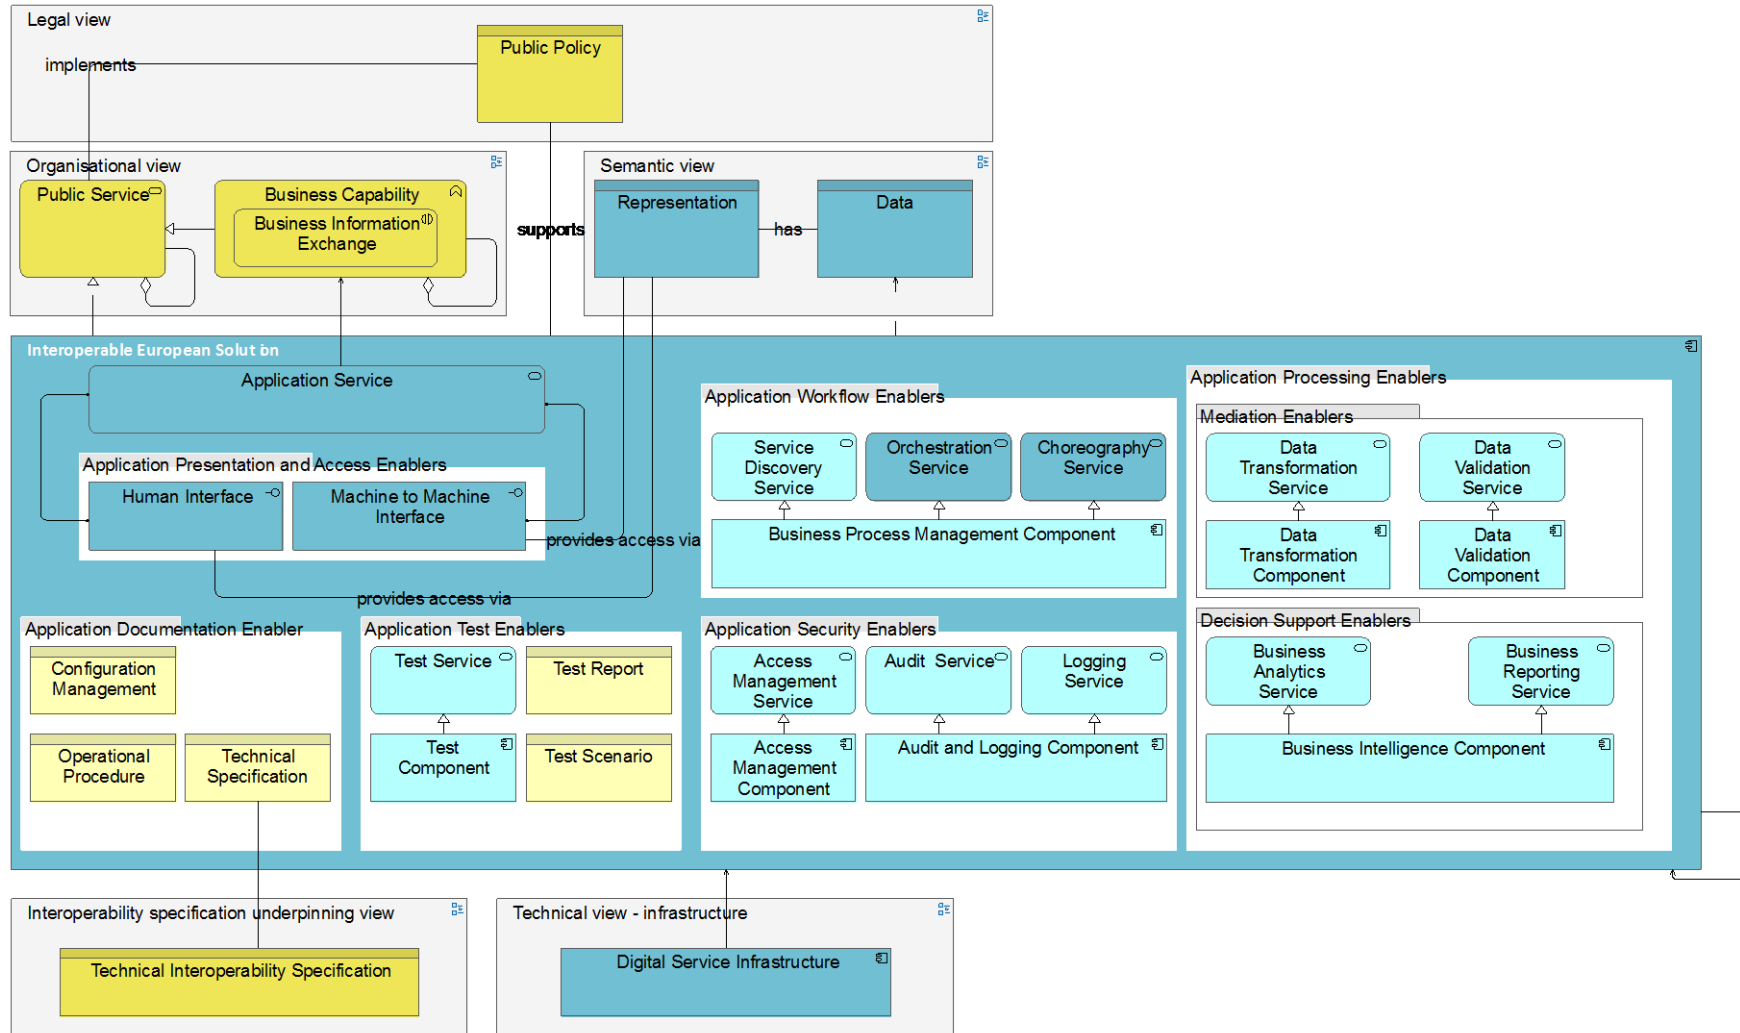 Legal view
Public Policy
implements
Organisational view
Public Service
Business Capability
Business Information
Exchange
supports
Semantic view
Representation
has
Data
Interoperable European Solution
Application Service
Application Presentation and Access Enablers
Human Interface
Machine to Machine
Interface
provides access via
provides access via
Application Workflow Enablers
Service
Discovery
Service
Orchestration
Service
Choreography
Service
Business Process Management Component
Application Processing Enablers
Mediation Enablers
Data
Transformation
Service
Data
Validation
Service
Data
Transformation
Component
Data
Validation
Component
Decision Support Enablers
Business
Analytics
Service
Business
Reporting
Service
Business Intelligence Component
Application Documentation Enabler
Configuration
Management
Operational
Procedure
Technical
Specification
Application Test Enablers
Test Service
Test Report
Test
Component
Test Scenario
Application Security Enablers
Access
Management
Service
Audit Service
Logging
Service
Access
Management
Component
Audit and Logging Component
Interoperability specification underpinning view
Technical Interoperability Specification
Technical view - infrastructure
Digital Service Infrastructure